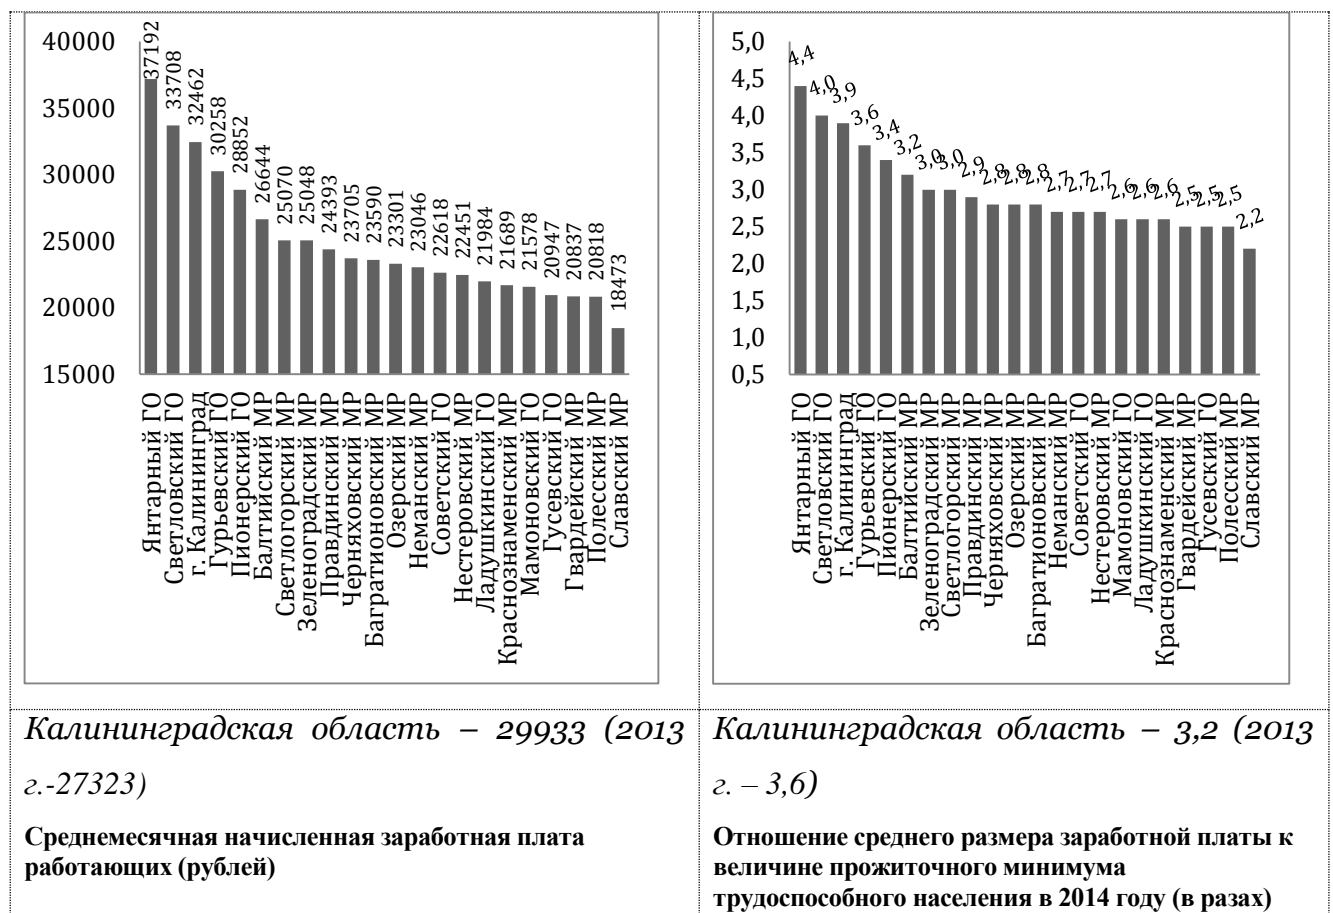 40000
35000
30000
25000
20000
15000
37192
33708
32462
30258
28852
26644
25070
25048
24393
23705
23590
23301
23046
22618
22451
21984
21689
21578
20947
20837
20818
18473
Янтарный ГО
Светловский ГО
г. Калининград
Гурьевский ГО
Пионерский ГО
Балтийский МР
Светлогорский МР
Зеленоградский МР
Правдинский МР
Черняховский МР
Багратионовский МР
Озерский МР
Неманский МР
Советский ГО
Нестеровский МР
Ладушкинский ГО
Краснознаменский МР
Мамоновский ГО
Гусевский ГО
Гвардейский МР
Полесский МР
Славский МР
Калининградская область – 29933 (2013
г.-27323)
Среднемесячная начисленная заработная плата
работающих (рублей)
5,0
4,5
4,0
3,5
3,0
2,5
2,0
1,5
1,0
0,5
4,4
4,0
3,9
3,6
3,4
3,2
3,0
3,0
2,9
2,8
2,8
2,8
2,7
2,7
2,7
2,6
2,6
2,6
2,5
2,5
2,5
2,2
Янтарный ГО
Светловский ГО
г. Калининград
Гурьевский ГО
Пионерский ГО
Балтийский МР
Зеленоградский МР
Светлогорский МР
Правдинский МР
Черняховский МР
Озерский МР
Багратионовский МР
Неманский МР
Советский ГО
Нестеровский МР
Мамоновский ГО
Ладушкинский ГО
Краснознаменский МР
Гвардейский МР
Гусевский ГО
Полесский МР
Славский МР
Калининградская область – 3,2 (2013
г. – 3,6)
Отношение среднего размера заработной платы к
величине прожиточного минимума
трудоспособного населения в 2014 году (в разах)